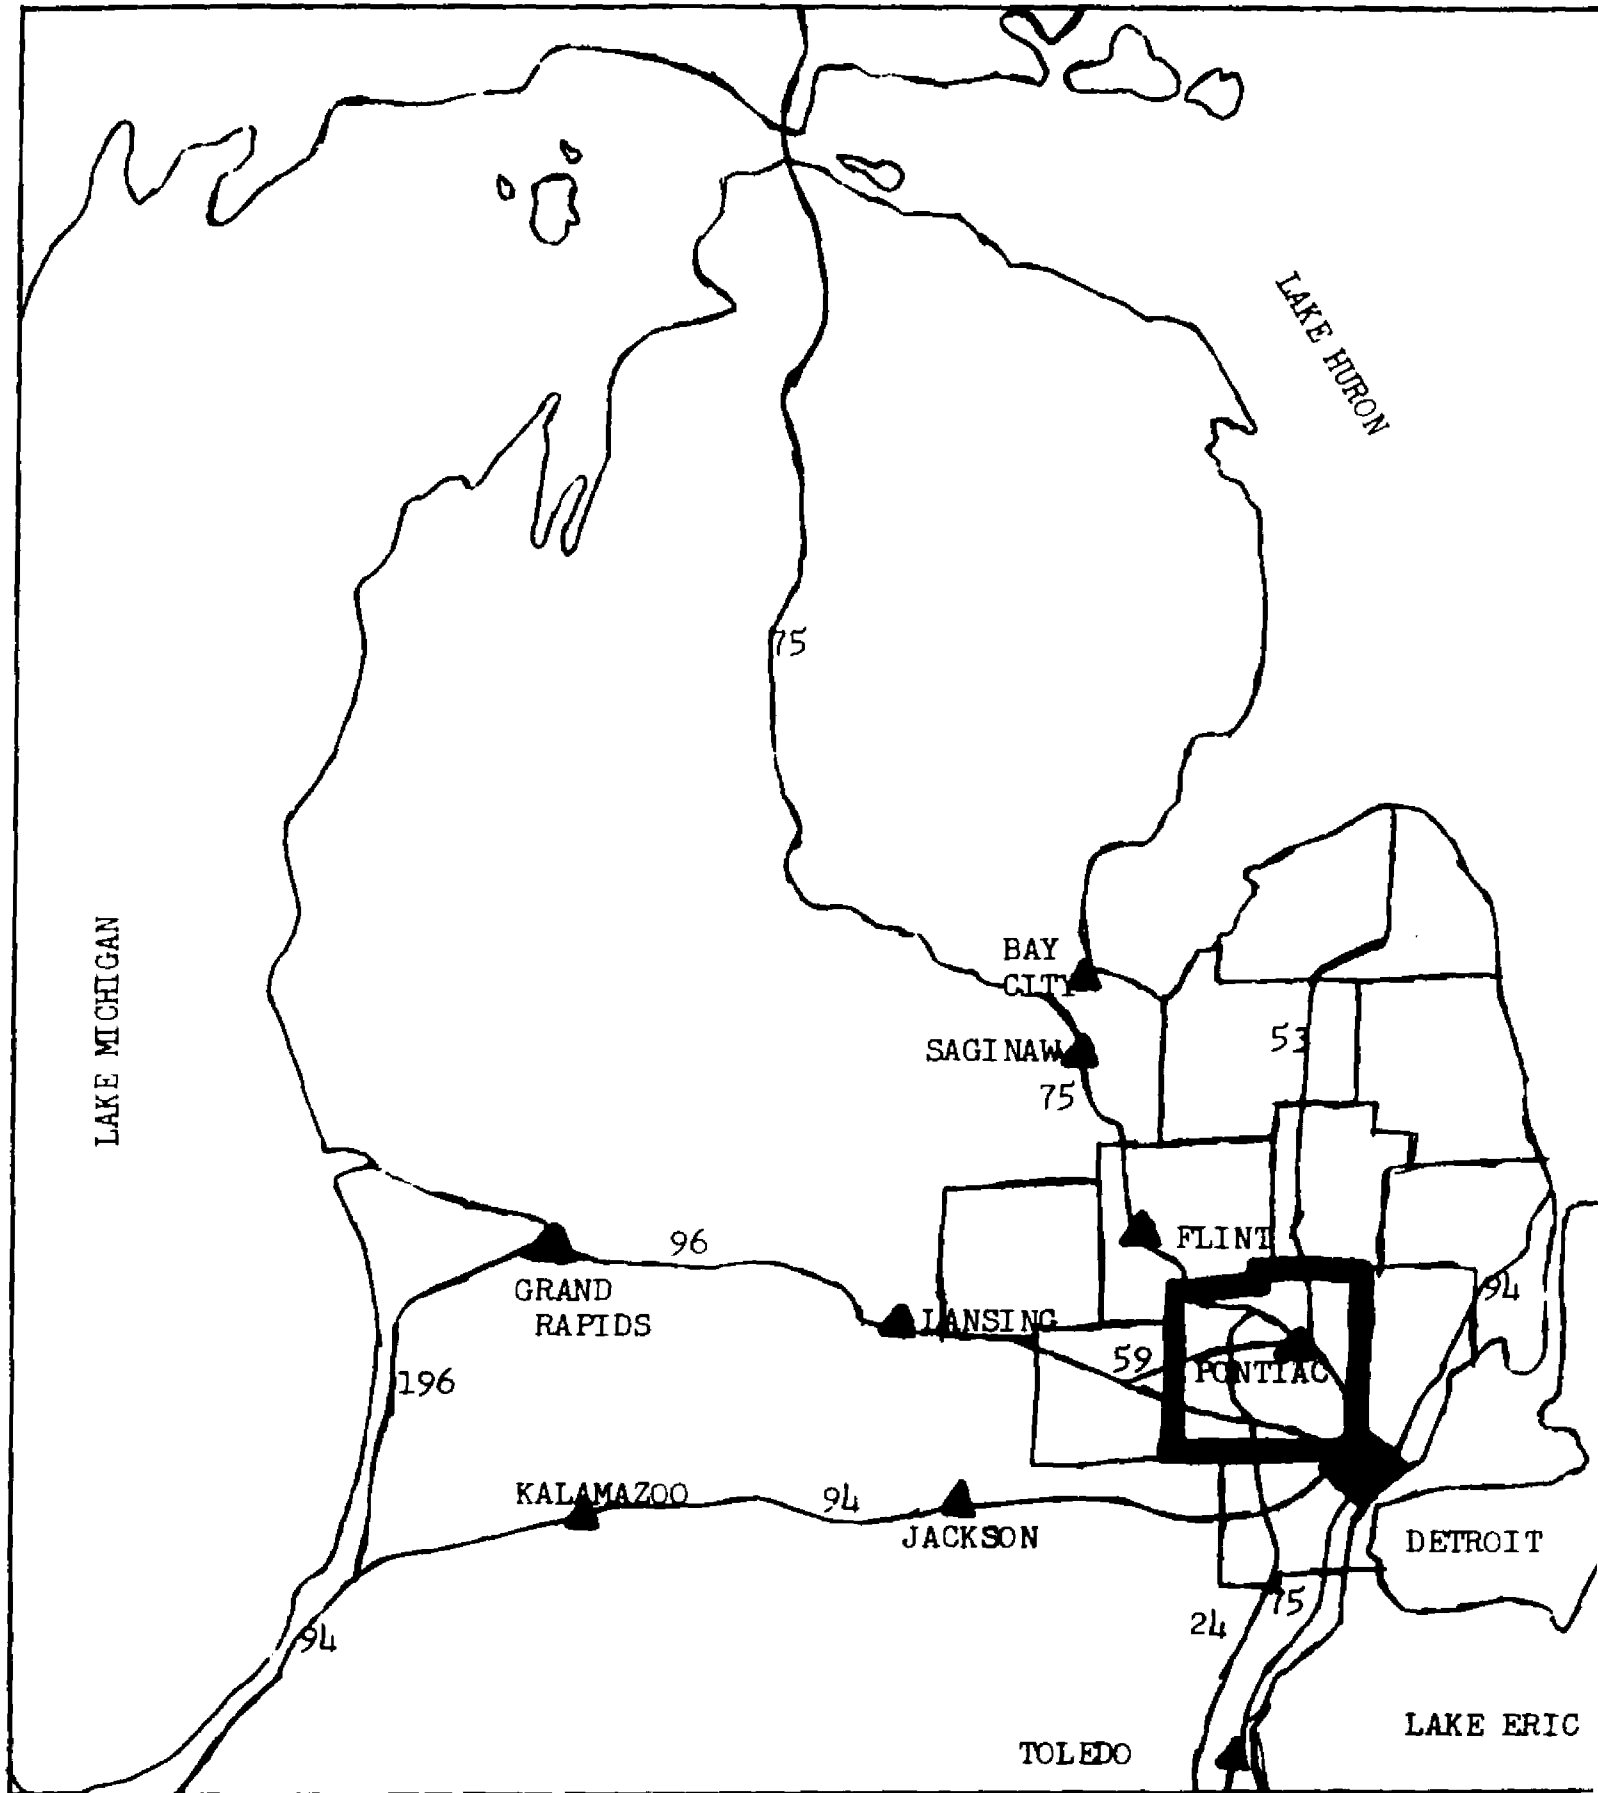 LAKE HURON
75
LAKE MICHIGAN
BAY
CITY
53
SAGINAW
75
FLINT
96
GRAND
RAPIDS
94
LANSING
59
PONTIAC
196
KALAMAZOO
94
JACKSON
DETROIT
94
24
75
LAKE ERIC
TOLEDO